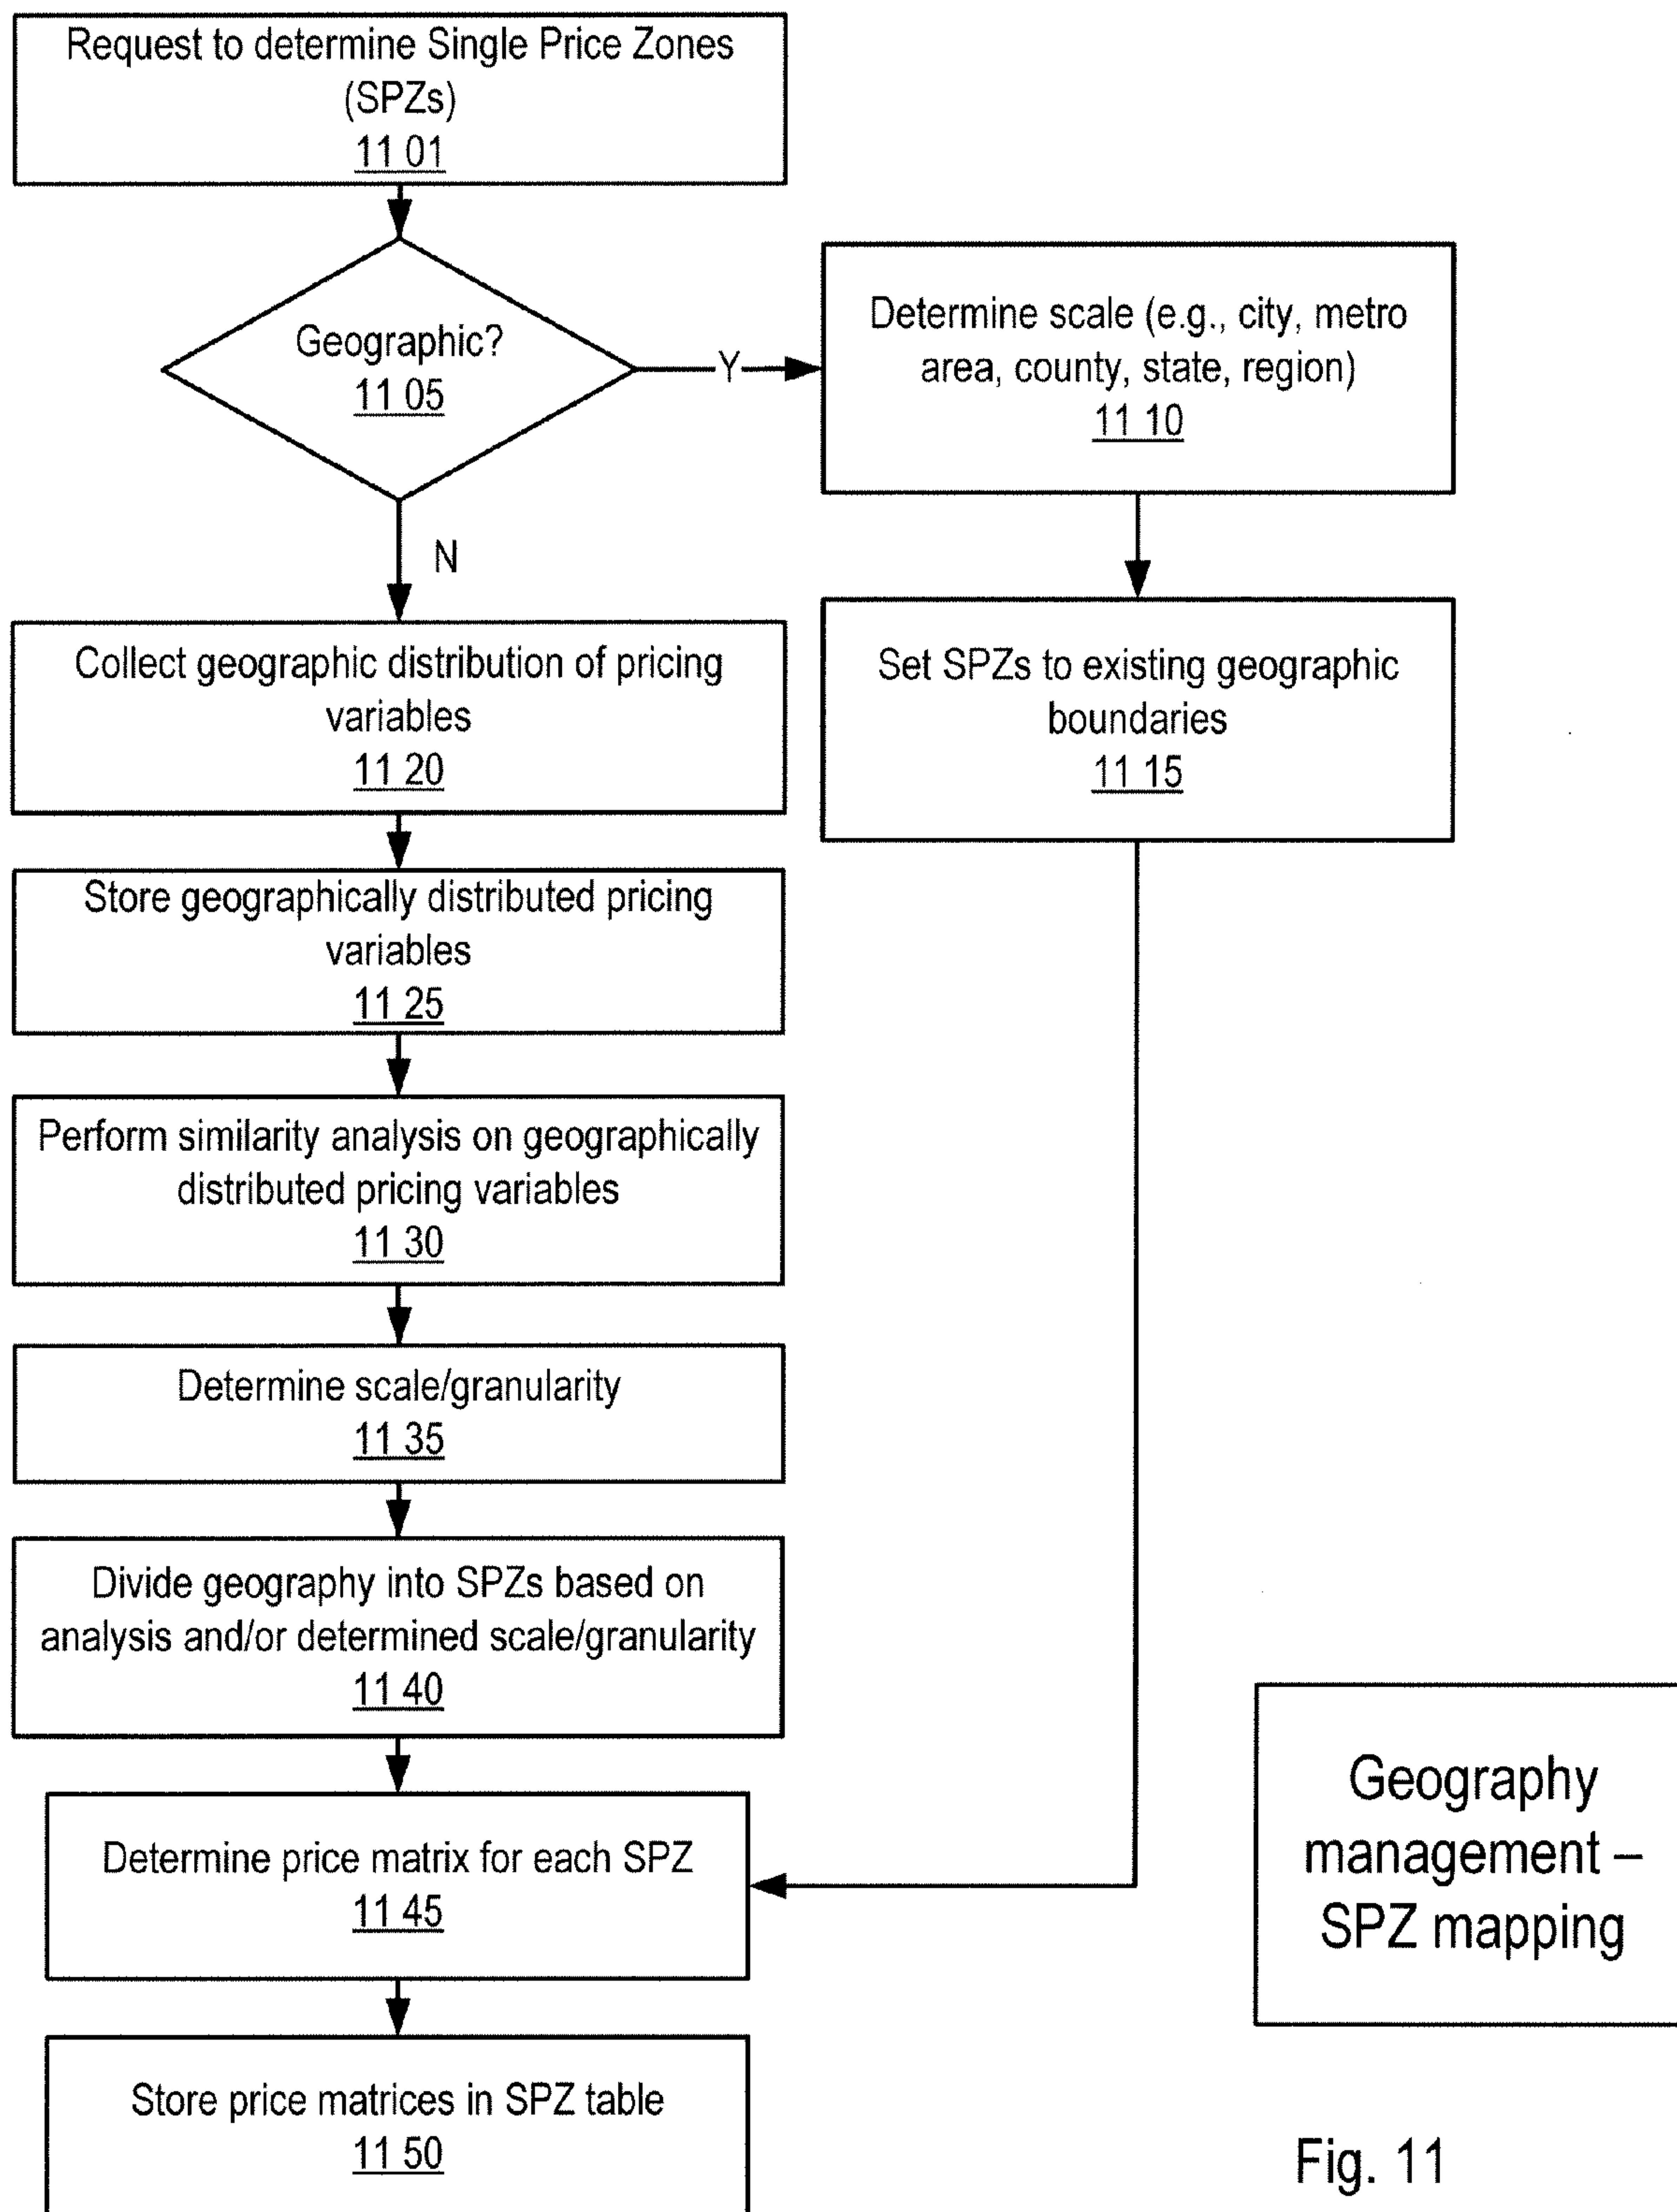 Request to determine Single Price Zones
(SPZs)
11 01
Geographic?
11 05
Y
N
Determine scale (e.g., city, metro
area, county, state, region)
11 10
Set SPZs to existing geographic
boundaries
11 15
Collect geographic distribution of pricing
variables
11 20
Store geographically distributed pricing
variables
11 25
Perform similarity analysis on geographically
distributed pricing variables
11 30
Determine scale/granularity
11 35
Divide geography into SPZs based on
analysis and/or determined scale/granularity
11 40
Determine price matrix for each SPZ
11 45
Store price matrices in SPZ table
11 50
Geography
management –
SPZ mapping
Fig. 11